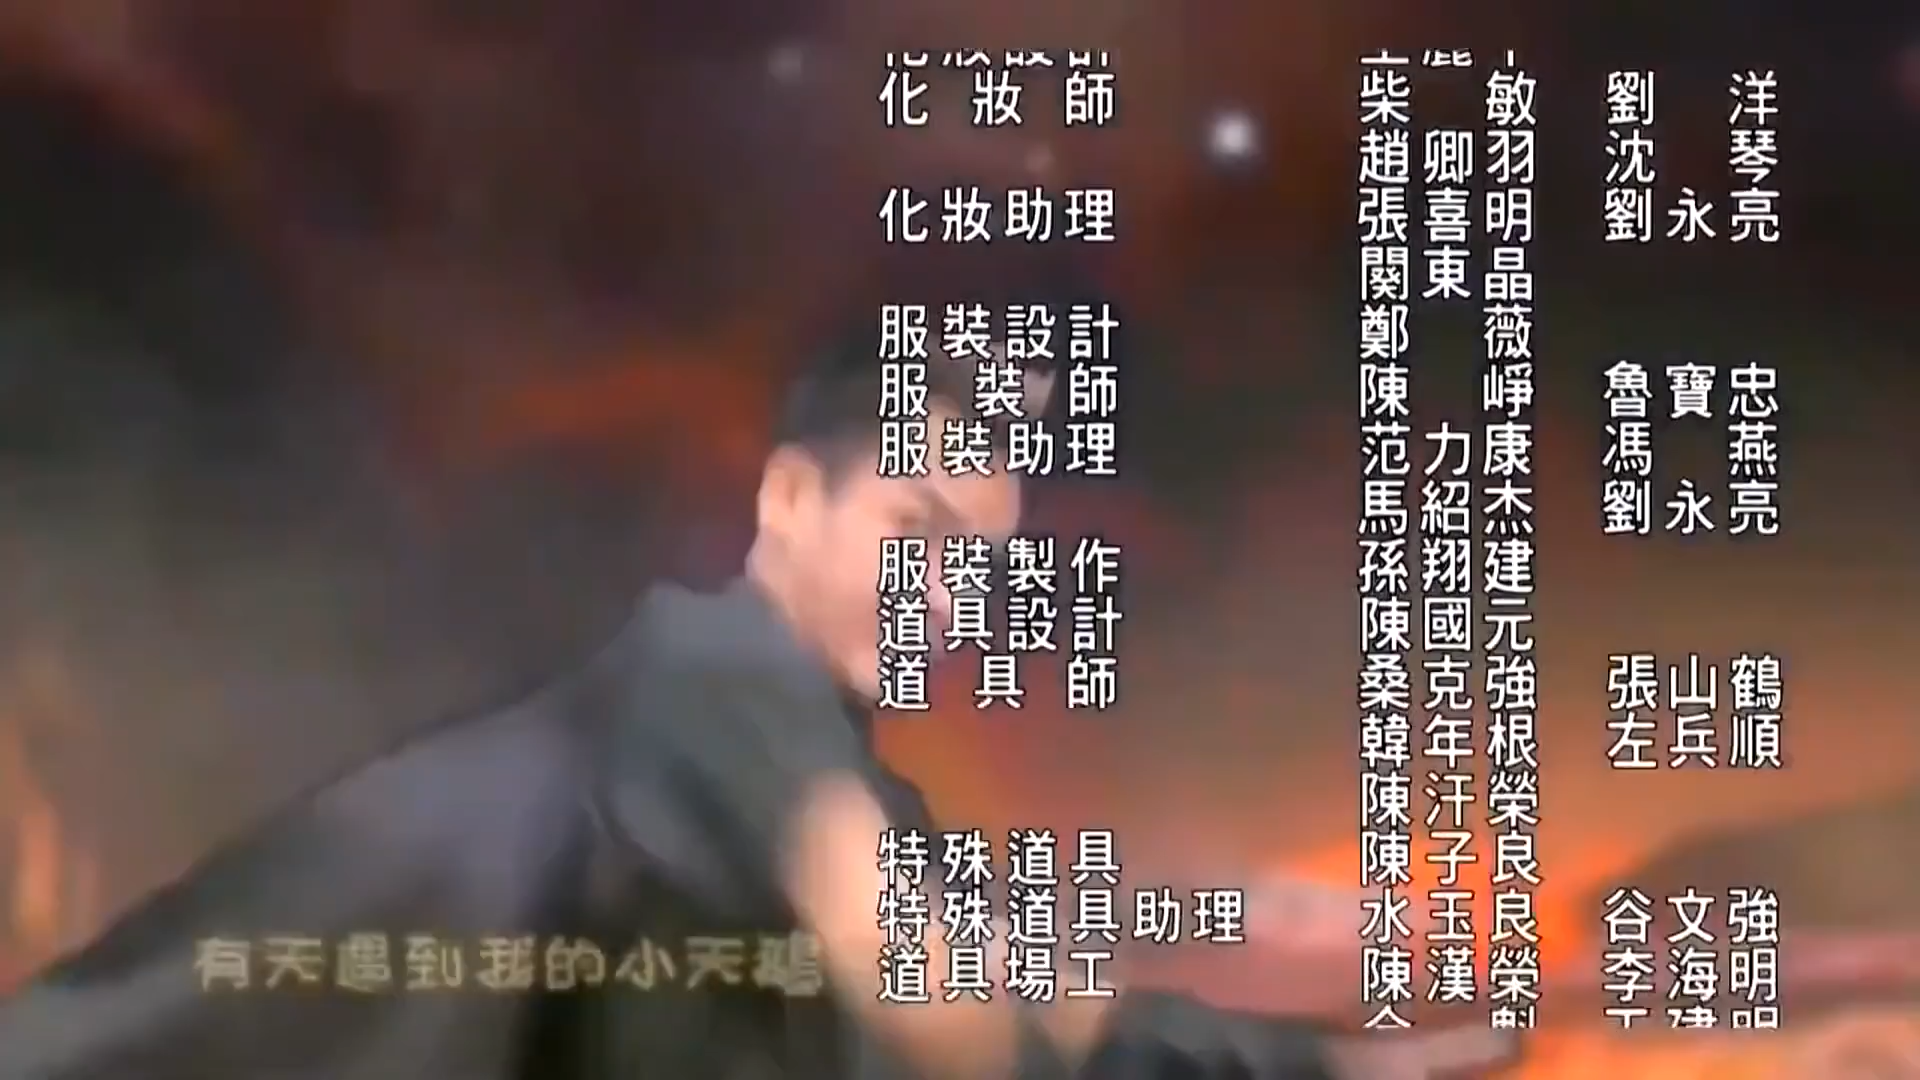 化妝設計
化妝師 柴敏 劉洋
趙卿羽 沈琴
化妝助理 張喜明 劉永亮
闋東晶
服裝設計 鄭薇
服裝師 陳崢 魯寶忠
服裝助理 范力康 馮燕
馬紹杰 劉永亮
服裝製作 孫翔建
道具設計 陳國元
道具師 桑克強 張山鶴
韓年根 左兵順
陳汗榮
特殊道具 陳子良
特殊道具助理 水玉良 谷文強
道具場工 陳漢榮 李海明
有天遇到我的小天鵝